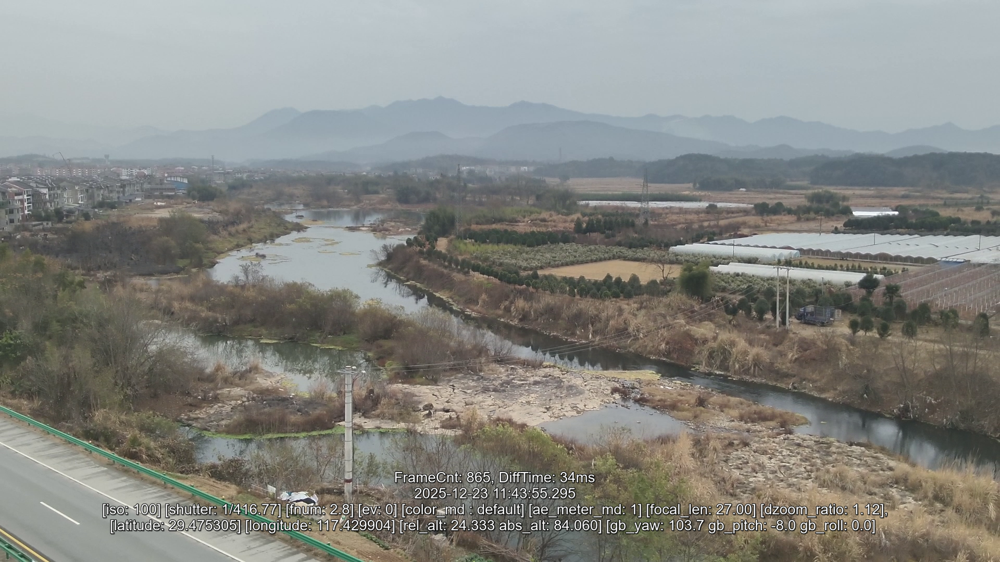 FrameCnt: 865, DiffTime: 34ms
2025-12-23 11:43:55.295
[iso: 100] [shutter: 1/416.77] [fnum: 2.8] [ev: 0] [color_md : default] [ae_meter_md: 1] [focal_len: 27.00] [dzoom_ratio: 1.12],
[latitude: 29.475305] [longitude: 117.429904] [rel_alt: 24.333 abs_alt: 84.060] [gb_yaw: 103.7 gb_pitch: -8.0 gb_roll: 0.0]